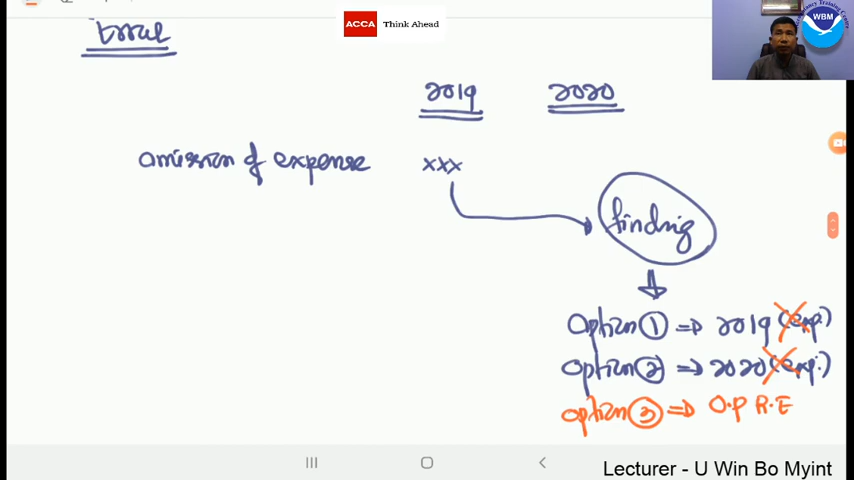 Error
ACCA Think Ahead
WBM
2019 2020
omission of expense xxx
finding
option ① ⇒ 2019 (exp:)
option ② ⇒ 2020 (exp:)
option ③ ⇒ O.P R.E
Lecturer - U Win Bo Myint